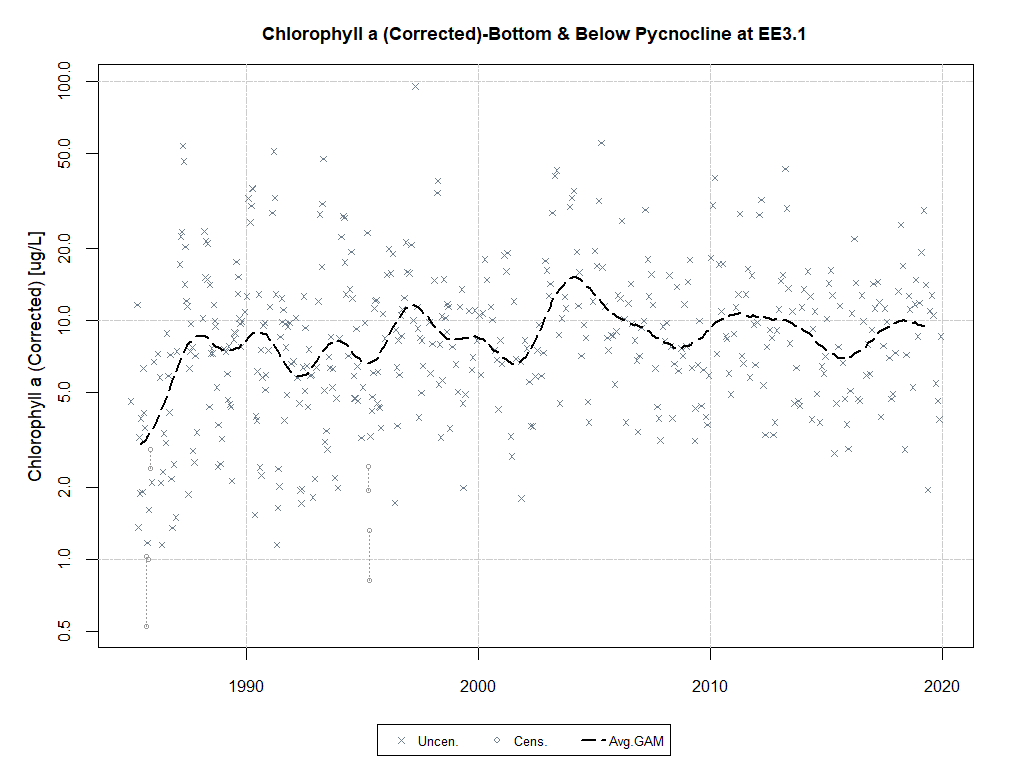 Chlorophyll a (Corrected)-Bottom & Below Pycnocline at EE3.1
Chlorophyll a (Corrected) [ug/L]
100.0
50.0
20.0
10.0
5.0
2.0
1.0
0.5
1990 2000 2010 2020
Uncen. Cens. Avg.GAM